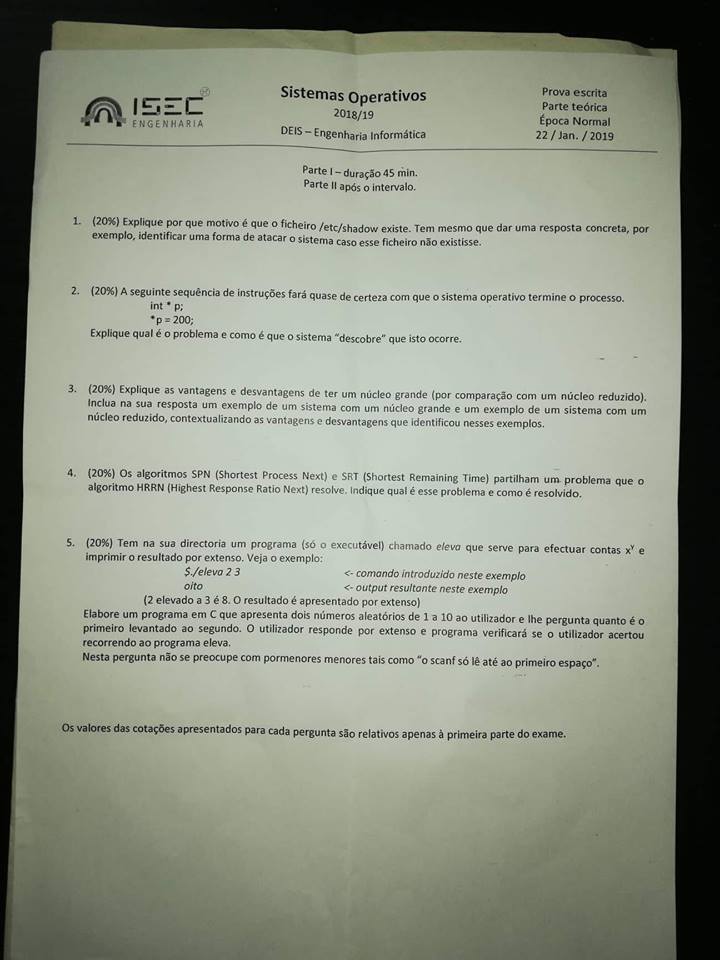 ISEC
ENGENHARIA
Sistemas Operativos
2018/19
DEIS – Engenharia Informática
Prova escrita
Parte teórica
Época Normal
22 / Jan. / 2019
Parte I – duração 45 min.
Parte II após o intervalo.
1. (20%) Explique por que motivo é que o ficheiro /etc/shadow existe. Tem mesmo que dar uma resposta concreta, por
exemplo, identificar uma forma de atacar o sistema caso esse ficheiro não existisse.
2. (20%) A seguinte sequência de instruções fará quase de certeza com que o sistema operativo termine o processo.
int * p;
*p = 200;
Explique qual é o problema e como é que o sistema “descobre” que isto ocorre.
3. (20%) Explique as vantagens e desvantagens de ter um núcleo grande (por comparação com um núcleo reduzido).
Inclua na sua resposta um exemplo de um sistema com um núcleo grande e um exemplo de um sistema com um
núcleo reduzido, contextualizando as vantagens e desvantagens que identificou nesses exemplos.
4. (20%) Os algoritmos SPN (Shortest Process Next) e SRT (Shortest Remaining Time) partilham um problema que o
algoritmo HRRN (Highest Response Ratio Next) resolve. Indique qual é esse problema e como é resolvido.
5. (20%) Tem na sua directoria um programa (só o executável) chamado eleva que serve para efectuar contas xʸ e
imprimir o resultado por extenso. Veja o exemplo:
$./eleva 2 3 <- comando introduzido neste exemplo
oito <- output resultante neste exemplo
(2 elevado a 3 é 8. O resultado é apresentado por extenso)
Elabore um programa em C que apresenta dois números aleatórios de 1 a 10 ao utilizador e lhe pergunta quanto é o
primeiro levantado ao segundo. O utilizador responde por extenso e programa verificará se o utilizador acertou
recorrendo ao programa eleva.
Nesta pergunta não se preocupe com pormenores menores tais como “o scanf só lê até ao primeiro espaço”.
Os valores das cotações apresentados para cada pergunta são relativos apenas à primeira parte do exame.